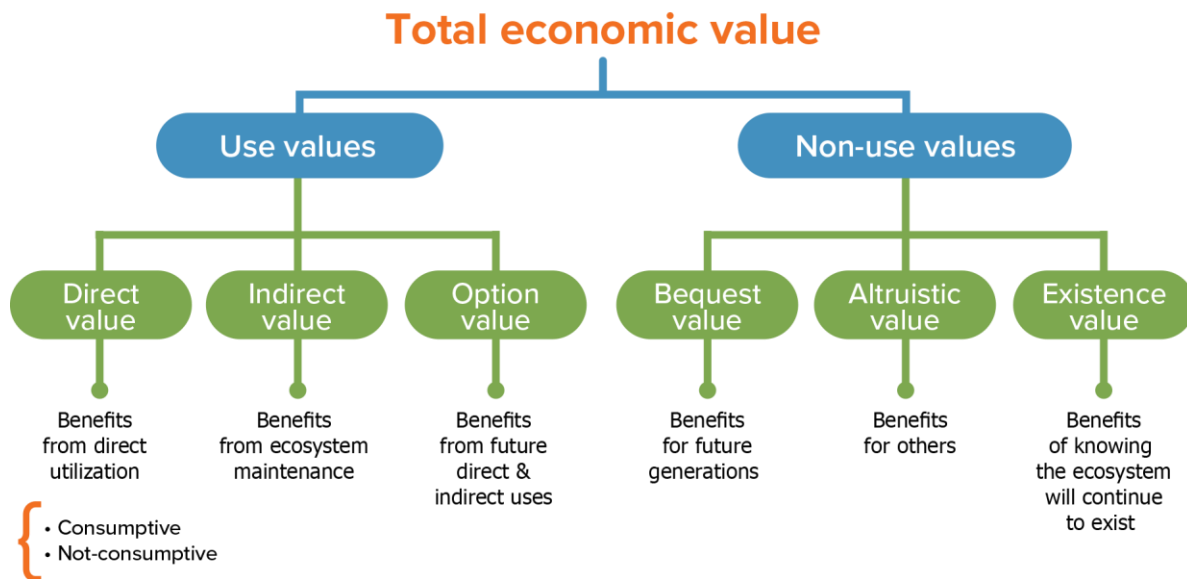 Total economic value
Use values
Non-use values
Direct
value
Indirect
value
Option
value
Bequest
value
Altruistic
value
Existence
value
Benefits
from direct
utilization
Benefits
from ecosystem
maintenance
Benefits
from future
direct &
indirect uses
Benefits
for future
generations
Benefits
for others
Benefits
of knowing
the ecosystem
will continue
to exist
• Consumptive
• Not-consumptive